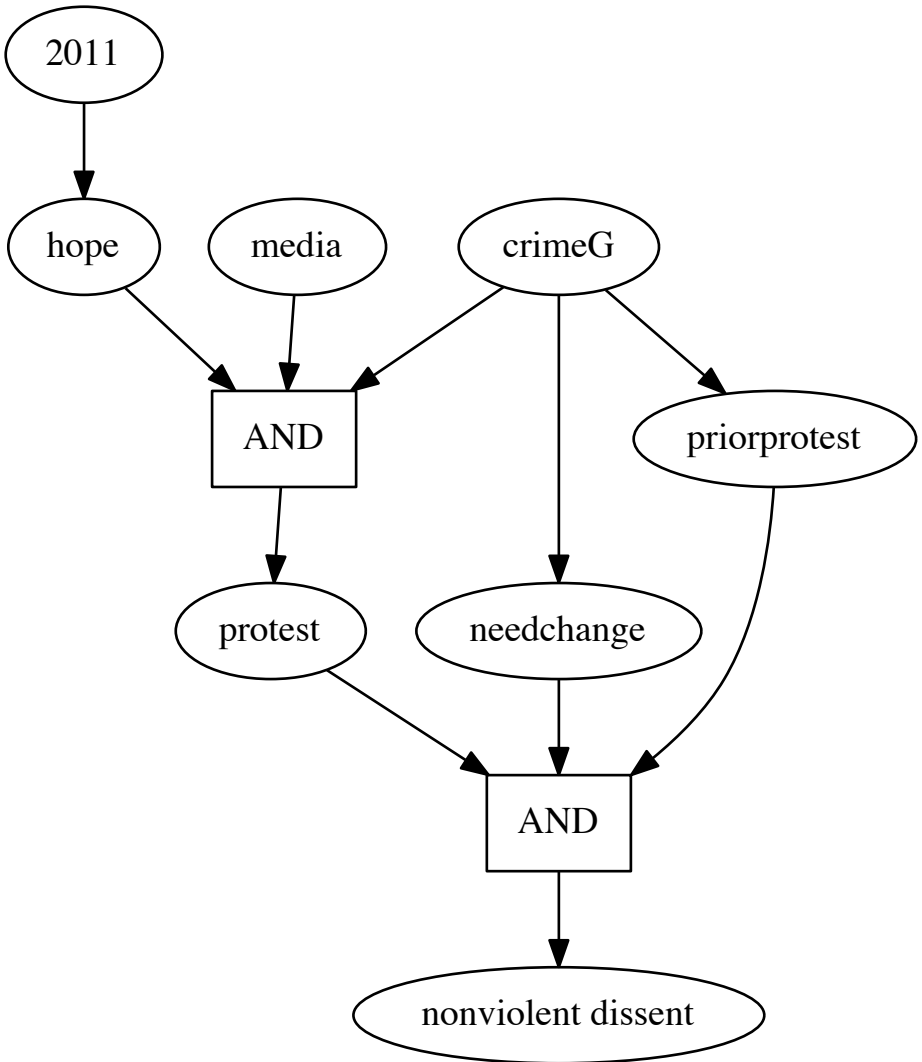 2011
hope
media
crimeG
AND
priorprotest
protest
needchange
AND
nonviolent dissent